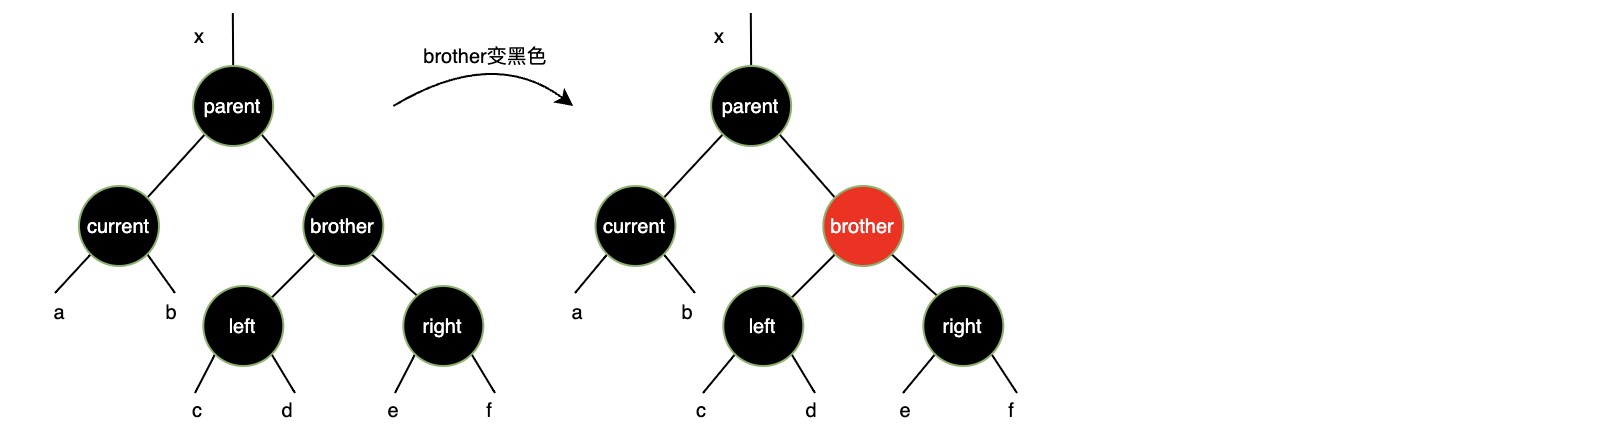 x
brother变黑色
x
parent
parent
current
brother
current
brother
a
b
left
right
a
b
left
right
c
d
e
f
c
d
e
f